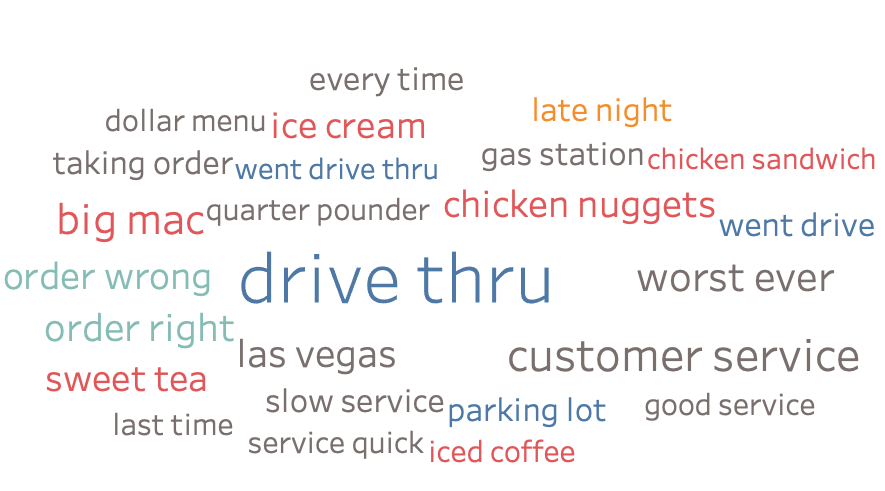 every time
late night
dollar menu
ice cream
taking order
went drive thru
gas station
chicken sandwich
big mac
quarter pounder
chicken nuggets
went drive
order wrong
drive thru
worst ever
order right
las vegas
customer service
sweet tea
slow service
parking lot
good service
last time
service quick
iced coffee